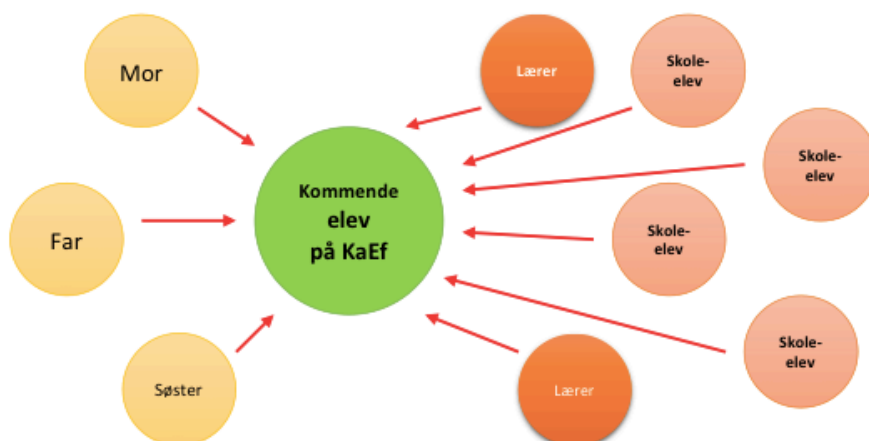 Mor
Lærer
Skole-
elev
Skole-
elev
Kommende
elev
på KaEf
Far
Skole-
elev
Skole-
elev
Søster
Lærer